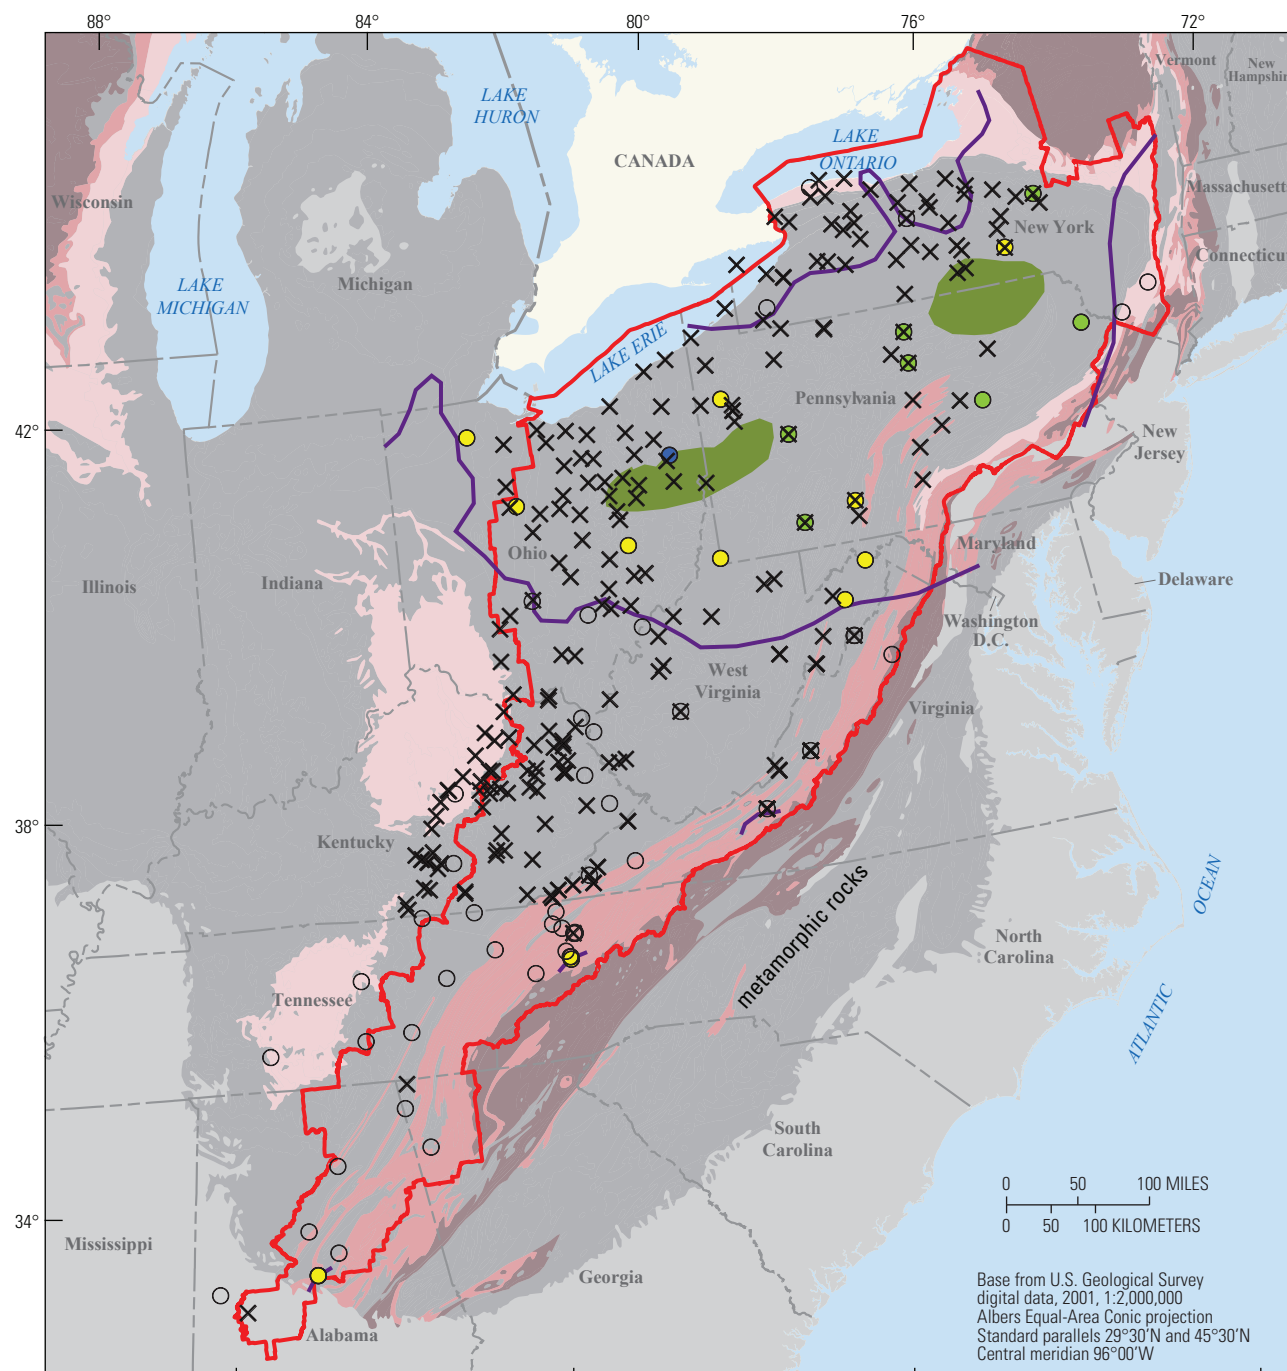 88° 84° 80° 76° 72°
Vermont
New
Hampshir
LAKE
HURON
LAKE
ONTARIO
CANADA
Wisconsin
Massachusett
New York
Connecticu
Michigan
LAKE
MICHIGAN
LAKE ERIE
Pennsylvania
42°
New
Jersey
Ohio
Maryland
Illinois
Indiana
Delaware
Washington
D.C.
West
Virginia
Virginia
38°
Kentucky
OCEAN
metamorphic rocks
North
Carolina
Tennessee
ATLANTIC
South
Carolina
0 50 100 MILES
0 50 100 KILOMETERS
34°
Mississippi
Georgia
Alabama
Base from U.S. Geological Survey
digital data, 2001, 1:2,000,000
Albers Equal-Area Conic projection
Standard parallels 29°30’N and 45°30’N
Central meridian 96°00’W